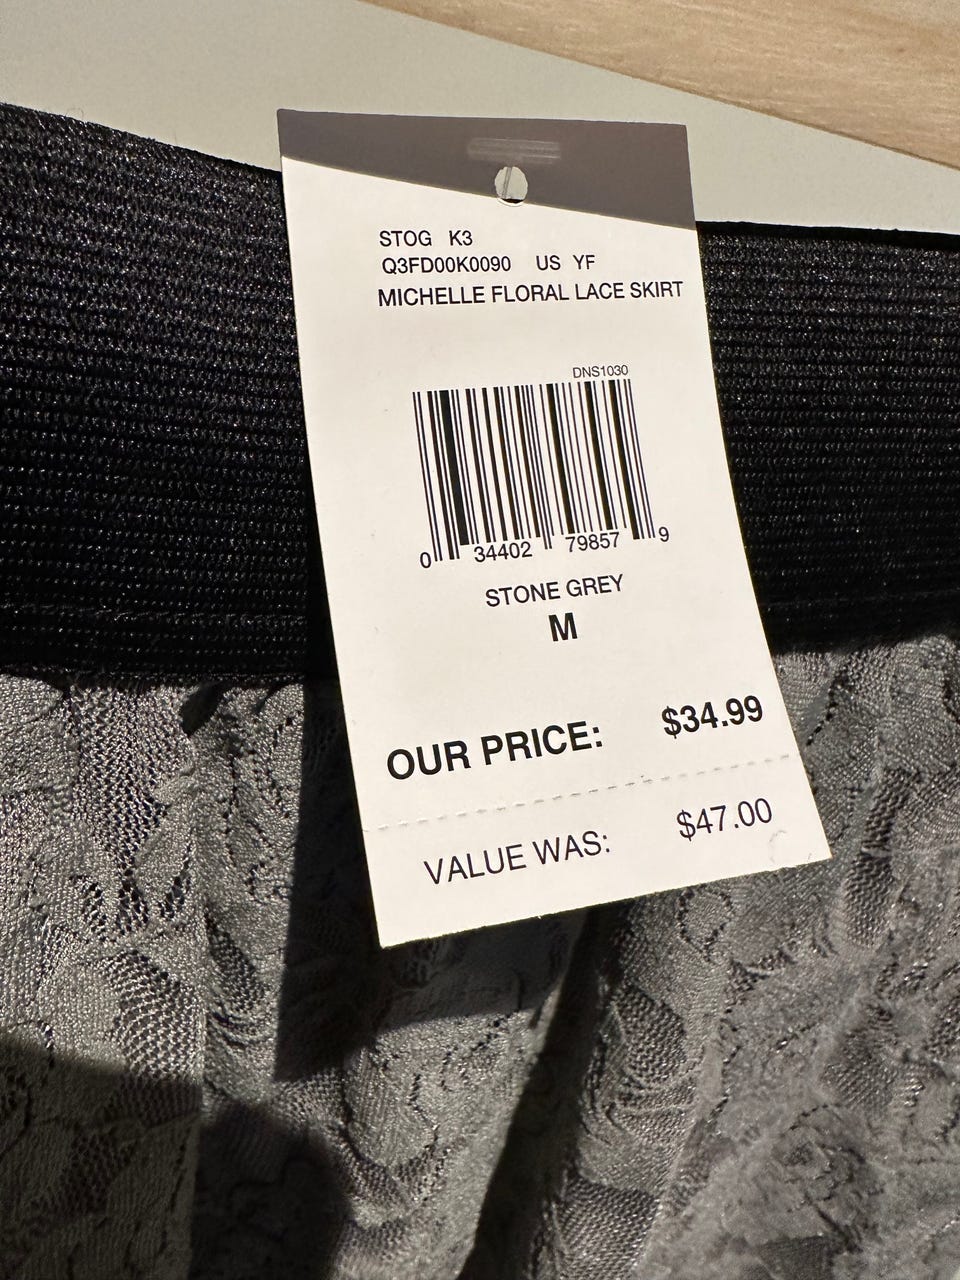 STOG K3
Q3FD00K0090 US YF
MICHELLE FLORAL LACE SKIRT
DNS1030
0 34402 79857 9
STONE GREY
M
OUR PRICE: $34.99
VALUE WAS: $47.00